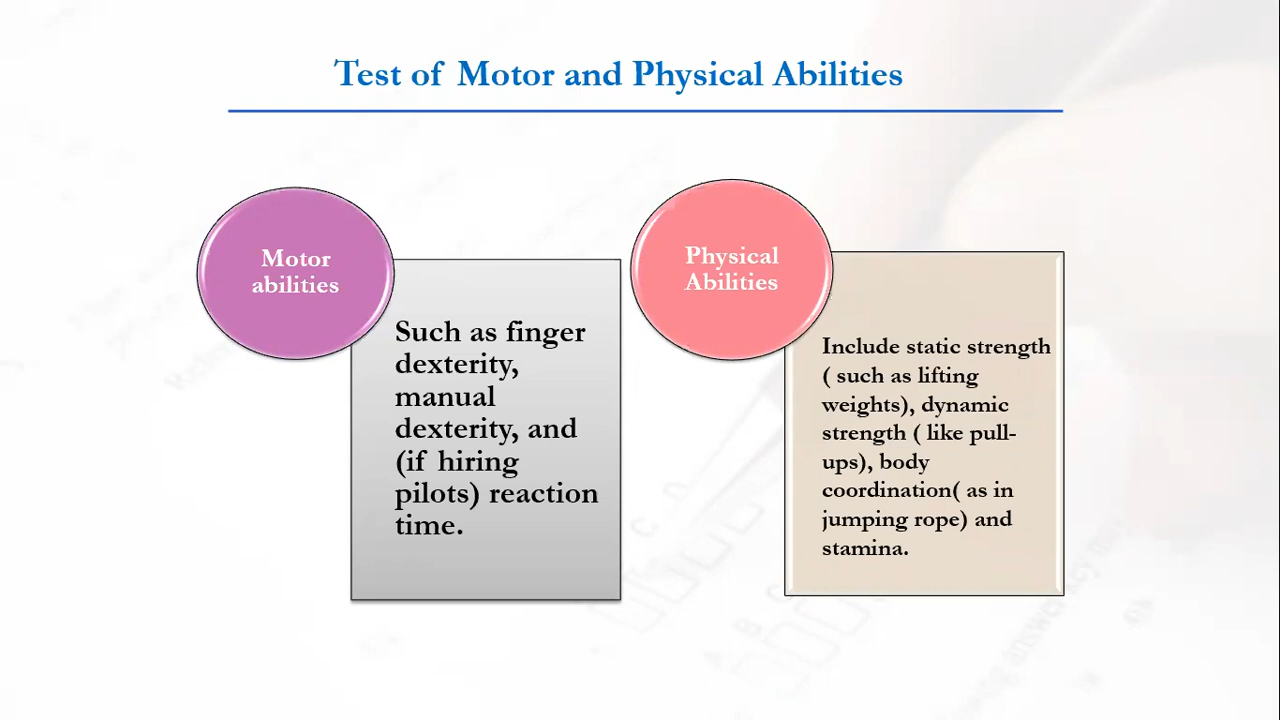 Test of Motor and Physical Abilities
Motor
abilities
Such as finger
dexterity,
manual
dexterity, and
(if hiring
pilots) reaction
time.
Physical
Abilities
Include static strength
( such as lifting
weights), dynamic
strength ( like pull-
ups), body
coordination( as in
jumping rope) and
stamina.